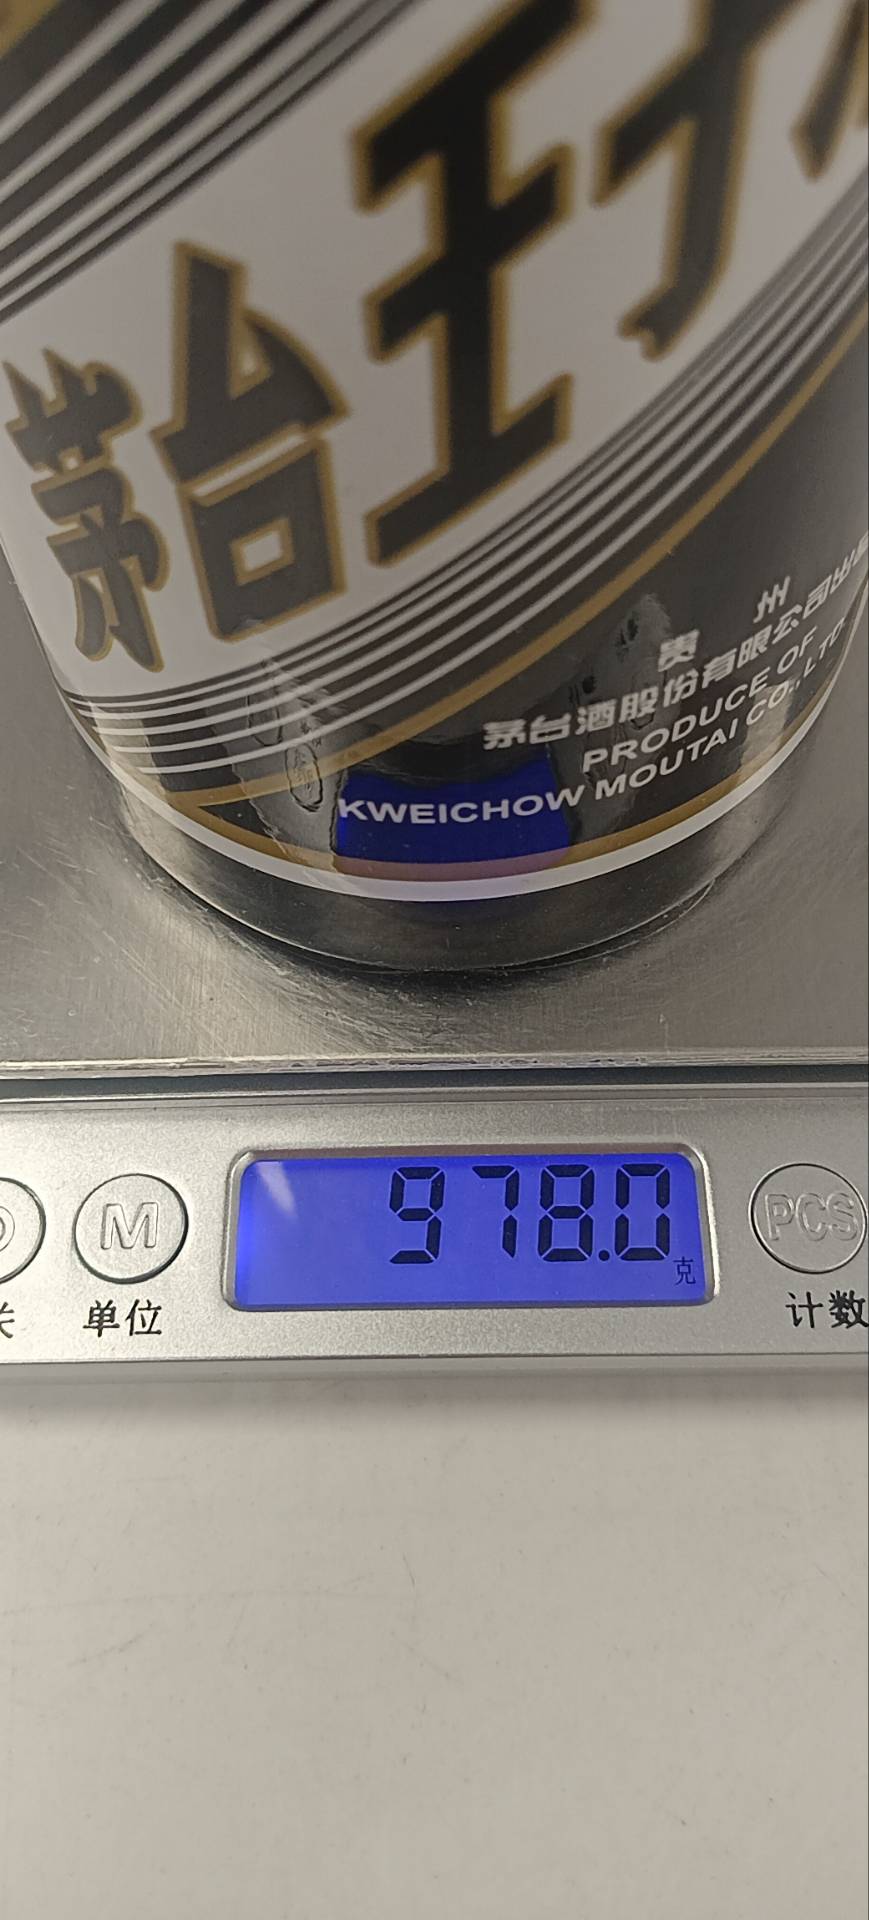 茅台王子
贵州
茅台酒股份有限公司出品
PRODUCE OF
KWEICHOW MOUTAI CO.,LTD.
978.0
克
M
PCS
关
单位
计数